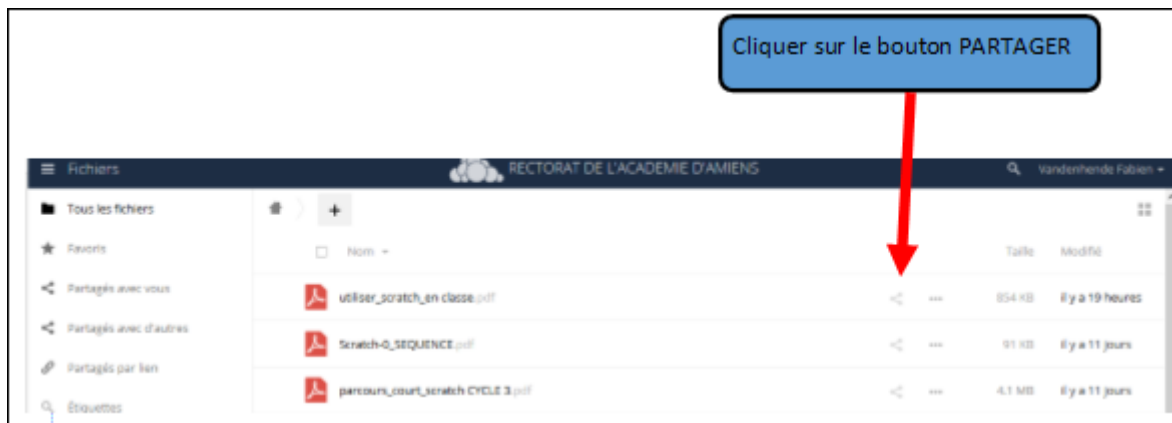 Cliquer sur le bouton PARTAGER
Fichiers RECTORAT DE L'ACADEMIE D'AMIENS Vandenhende Fabien
Tous les fichiers
Favoris
Nom Taille Modifié
Partagés avec vous
utiliser_scratch_en classe.pdf 854 KB il y a 19 heures
Partagés avec d'autres
Scratch-0_SEQUENCE.pdf 91 KB il y a 11 jours
Partagés par lien
parcours_court_scratch CYCLE 3.pdf 4.1 MB il y a 11 jours
Étiquettes